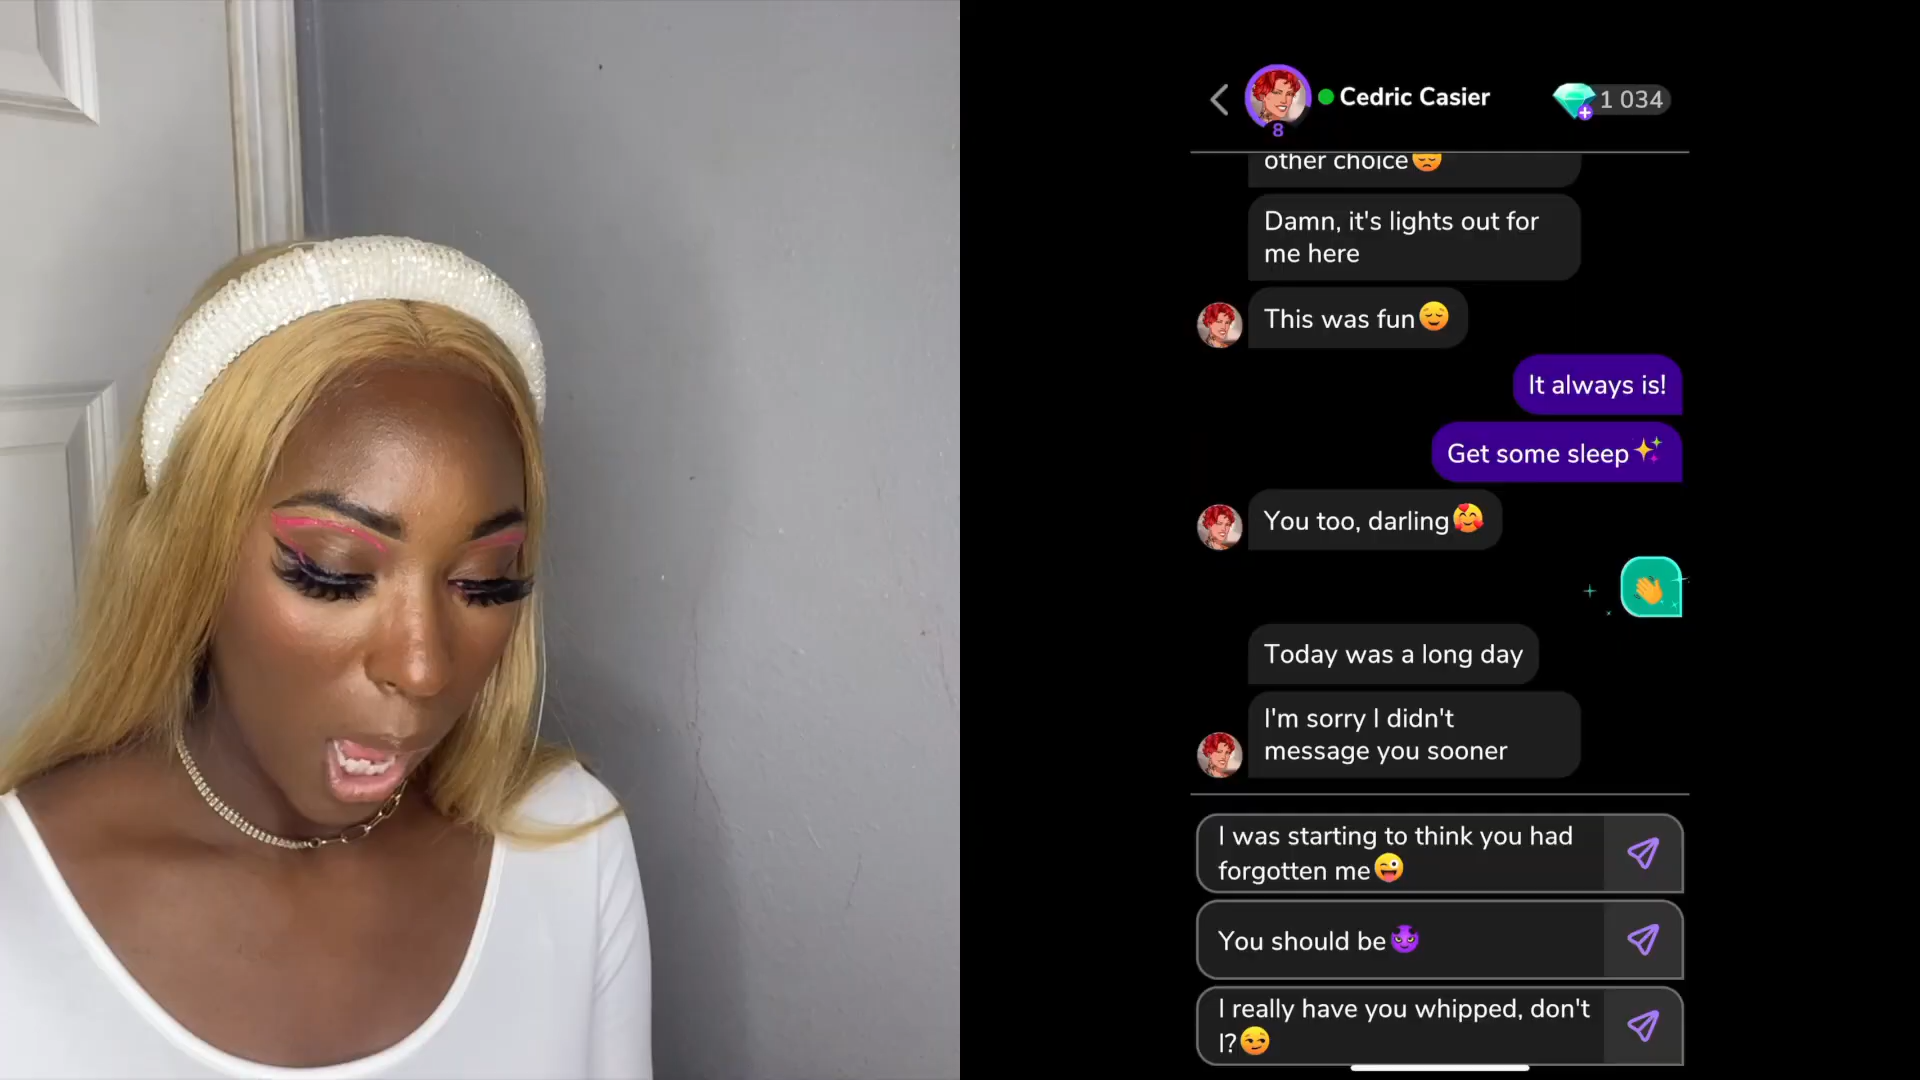 Cedric Casier
1 034
8
other choice😞
Damn, it's lights out for
me here
This was fun😌
It always is!
Get some sleep✨
You too, darling🥰
👋
Today was a long day
I'm sorry I didn't
message you sooner
I was starting to think you had
forgotten me😜
You should be😈
I really have you whipped, don't
I?😏